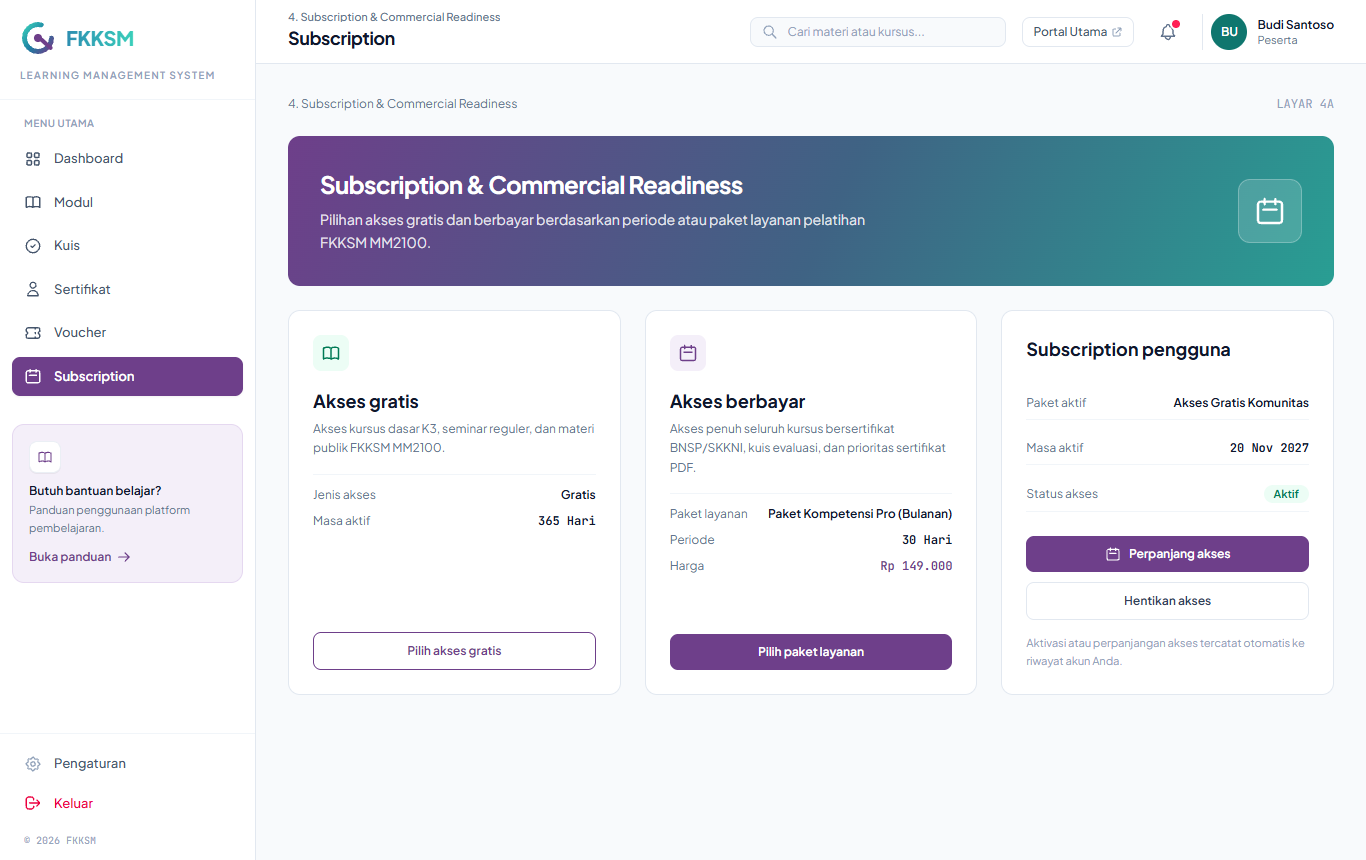 FKKSM
LEARNING MANAGEMENT SYSTEM
MENU UTAMA
Dashboard
Modul
Kuis
Sertifikat
Voucher
Subscription
Butuh bantuan belajar?
Panduan penggunaan platform
pembelajaran.
Buka panduan
Pengaturan
Keluar
© 2026 FKKSM
4. Subscription & Commercial Readiness
Subscription
Cari materi atau kursus...
Portal Utama
BU
Budi Santoso
Peserta
4. Subscription & Commercial Readiness
LAYAR 4A
Subscription & Commercial Readiness
Pilihan akses gratis dan berbayar berdasarkan periode atau paket layanan pelatihan
FKKSM MM2100.
Akses gratis
Akses kursus dasar K3, seminar reguler, dan materi
publik FKKSM MM2100.
Jenis akses Gratis
Masa aktif 365 Hari
Pilih akses gratis
Akses berbayar
Akses penuh seluruh kursus bersertifikat
BNSP/SKKNI, kuis evaluasi, dan prioritas sertifikat
PDF.
Paket layanan Paket Kompetensi Pro (Bulanan)
Periode 30 Hari
Harga Rp 149.000
Pilih paket layanan
Subscription pengguna
Paket aktif Akses Gratis Komunitas
Masa aktif 20 Nov 2027
Status akses Aktif
Perpanjang akses
Hentikan akses
Aktivasi atau perpanjangan akses tercatat otomatis ke
riwayat akun Anda.